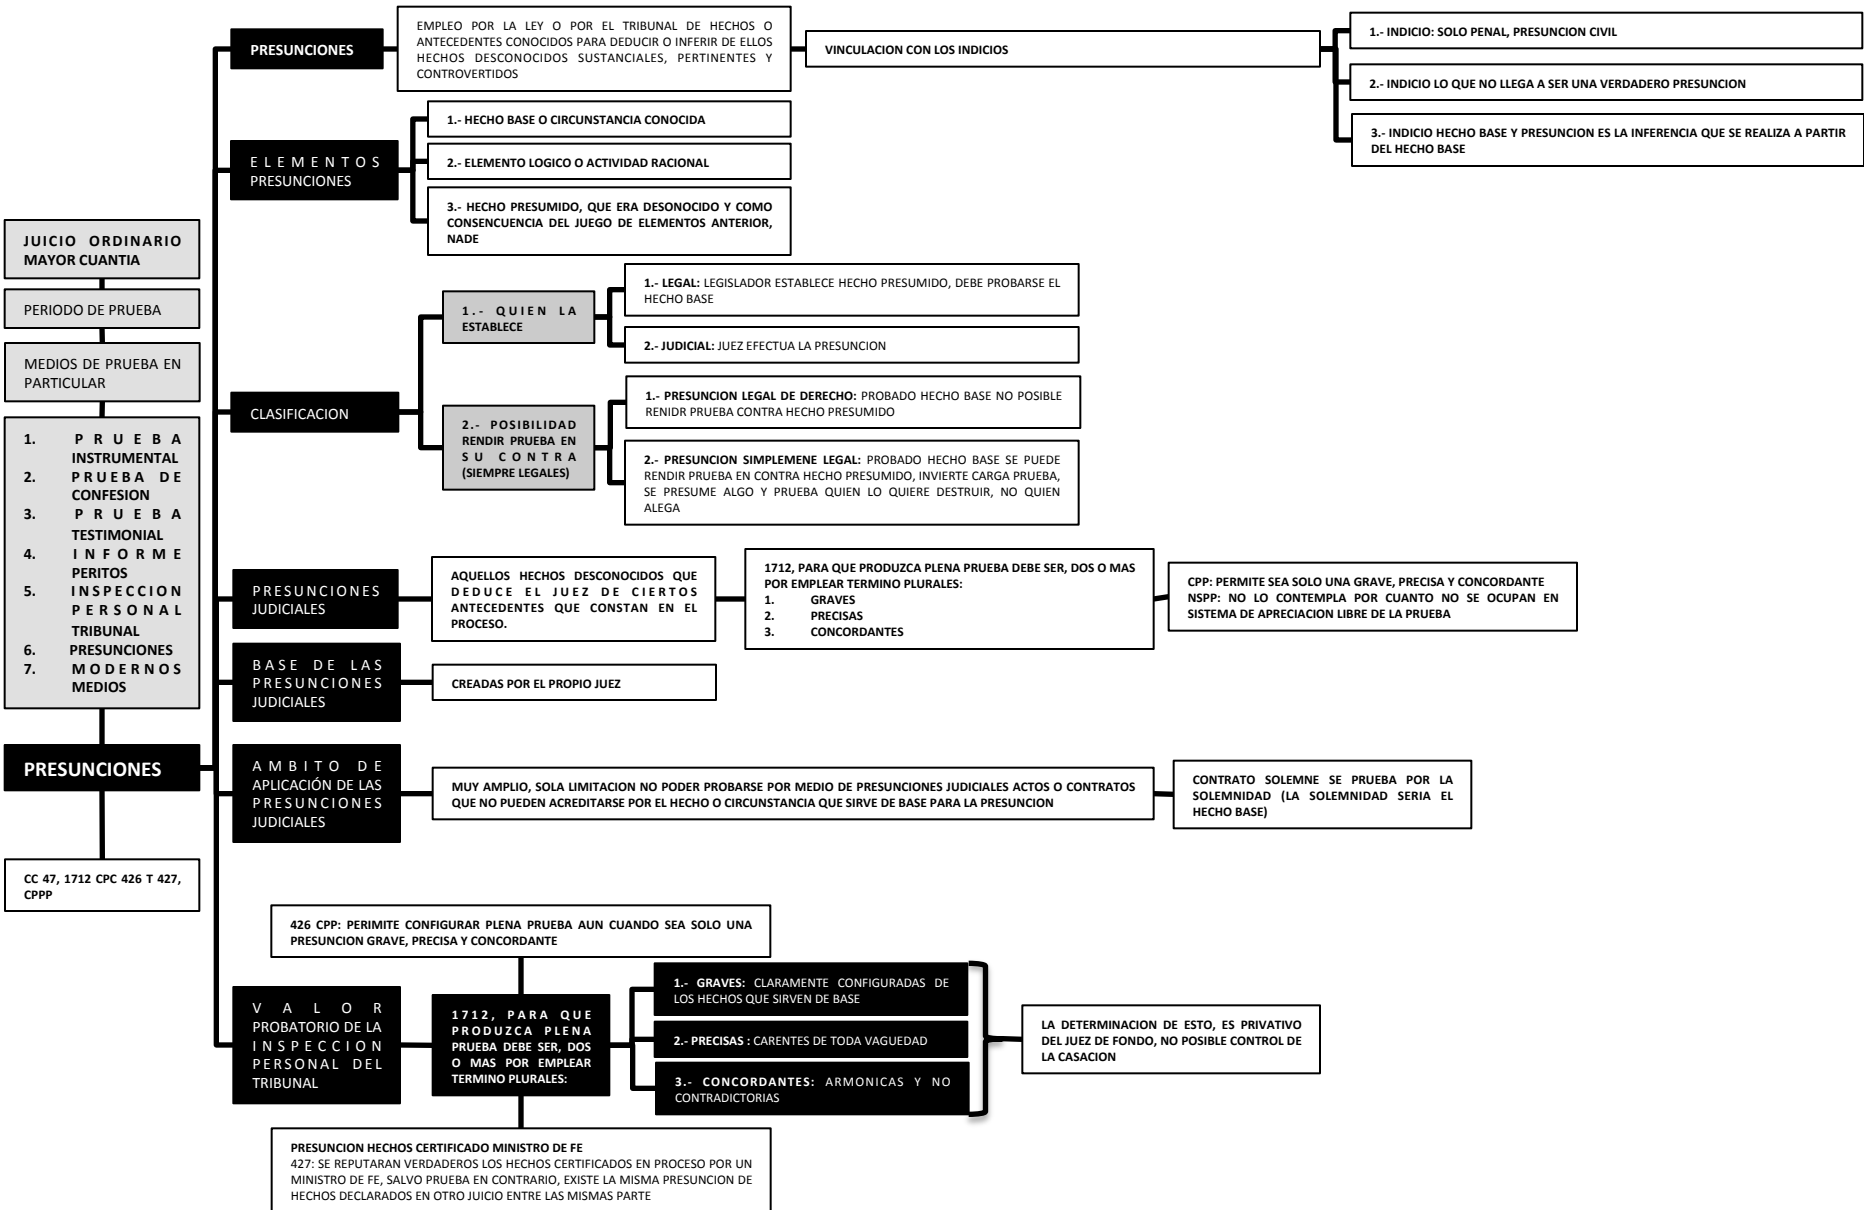 JUICIO ORDINARIO
MAYOR CUANTIA
PERIODO DE PRUEBA
MEDIOS DE PRUEBA EN
PARTICULAR
1. PRUEBA
INSTRUMENTAL
2. PRUEBA DE
CONFESION
3. PRUEBA
TESTIMONIAL
4. INFORME
PERITOS
5. INSPECCION
PERSONAL
TRIBUNAL
6. PRESUNCIONES
7. MODERNOS
MEDIOS
PRESUNCIONES
CC 47, 1712 CPC 426 T 427,
CPPP
PRESUNCIONES
EMPLEO POR LA LEY O POR EL TRIBUNAL DE HECHOS O
ANTECEDENTES CONOCIDOS PARA DEDUCIR O INFERIR DE ELLOS
HECHOS DESCONOCIDOS SUSTANCIALES, PERTINENTES Y
CONTROVERTIDOS
VINCULACION CON LOS INDICIOS
1.- INDICIO: SOLO PENAL, PRESUNCION CIVIL
2.- INDICIO LO QUE NO LLEGA A SER UNA VERDADERO PRESUNCION
3.- INDICIO HECHO BASE Y PRESUNCION ES LA INFERENCIA QUE SE REALIZA A PARTIR
DEL HECHO BASE
ELEMENTOS
PRESUNCIONES
1.- HECHO BASE O CIRCUNSTANCIA CONOCIDA
2.- ELEMENTO LOGICO O ACTIVIDAD RACIONAL
3.- HECHO PRESUMIDO, QUE ERA DESONOCIDO Y COMO
CONSENCUENCIA DEL JUEGO DE ELEMENTOS ANTERIOR,
NADE
CLASIFICACION
1.- QUIEN LA
ESTABLECE
1.- LEGAL: LEGISLADOR ESTABLECE HECHO PRESUMIDO, DEBE PROBARSE EL
HECHO BASE
2.- JUDICIAL: JUEZ EFECTUA LA PRESUNCION
2.- POSIBILIDAD
RENDIR PRUEBA EN
SU CONTRA
(SIEMPRE LEGALES)
1.- PRESUNCION LEGAL DE DERECHO: PROBADO HECHO BASE NO POSIBLE
RENIDR PRUEBA CONTRA HECHO PRESUMIDO
2.- PRESUNCION SIMPLEMENE LEGAL: PROBADO HECHO BASE SE PUEDE
RENDIR PRUEBA EN CONTRA HECHO PRESUMIDO, INVIERTE CARGA PRUEBA,
SE PRESUME ALGO Y PRUEBA QUIEN LO QUIERE DESTRUIR, NO QUIEN
ALEGA
PRESUNCIONES
JUDICIALES
AQUELLOS HECHOS DESCONOCIDOS QUE
DEDUCE EL JUEZ DE CIERTOS
ANTECEDENTES QUE CONSTAN EN EL
PROCESO.
1712, PARA QUE PRODUZCA PLENA PRUEBA DEBE SER, DOS O MAS
POR EMPLEAR TERMINO PLURALES:
1. GRAVES
2. PRECISAS
3. CONCORDANTES
CPP: PERMITE SEA SOLO UNA GRAVE, PRECISA Y CONCORDANTE
NSPP: NO LO CONTEMPLA POR CUANTO NO SE OCUPAN EN
SISTEMA DE APRECIACION LIBRE DE LA PRUEBA
BASE DE LAS
PRESUNCIONES
JUDICIALES
CREADAS POR EL PROPIO JUEZ
AMBITO DE
APLICACIÓN DE LAS
PRESUNCIONES
JUDICIALES
MUY AMPLIO, SOLA LIMITACION NO PODER PROBARSE POR MEDIO DE PRESUNCIONES JUDICIALES ACTOS O CONTRATOS
QUE NO PUEDEN ACREDITARSE POR EL HECHO O CIRCUNSTANCIA QUE SIRVE DE BASE PARA LA PRESUNCION
CONTRATO SOLEMNE SE PRUEBA POR LA
SOLEMNIDAD (LA SOLEMNIDAD SERIA EL
HECHO BASE)
VALOR
PROBATORIO DE LA
INSPECCION
PERSONAL DEL
TRIBUNAL
426 CPP: PERIMITE CONFIGURAR PLENA PRUEBA AUN CUANDO SEA SOLO UNA
PRESUNCION GRAVE, PRECISA Y CONCORDANTE
1712, PARA QUE
PRODUZCA PLENA
PRUEBA DEBE SER, DOS
O MAS POR EMPLEAR
TERMINO PLURALES:
1.- GRAVES: CLARAMENTE CONFIGURADAS DE
LOS HECHOS QUE SIRVEN DE BASE
2.- PRECISAS : CARENTES DE TODA VAGUEDAD
3.- CONCORDANTES: ARMONICAS Y NO
CONTRADICTORIAS
LA DETERMINACION DE ESTO, ES PRIVATIVO
DEL JUEZ DE FONDO, NO POSIBLE CONTROL DE
LA CASACION
PRESUNCION HECHOS CERTIFICADO MINISTRO DE FE
427: SE REPUTARAN VERDADEROS LOS HECHOS CERTIFICADOS EN PROCESO POR UN
MINISTRO DE FE, SALVO PRUEBA EN CONTRARIO, EXISTE LA MISMA PRESUNCION DE
HECHOS DECLARADOS EN OTRO JUICIO ENTRE LAS MISMAS PARTE